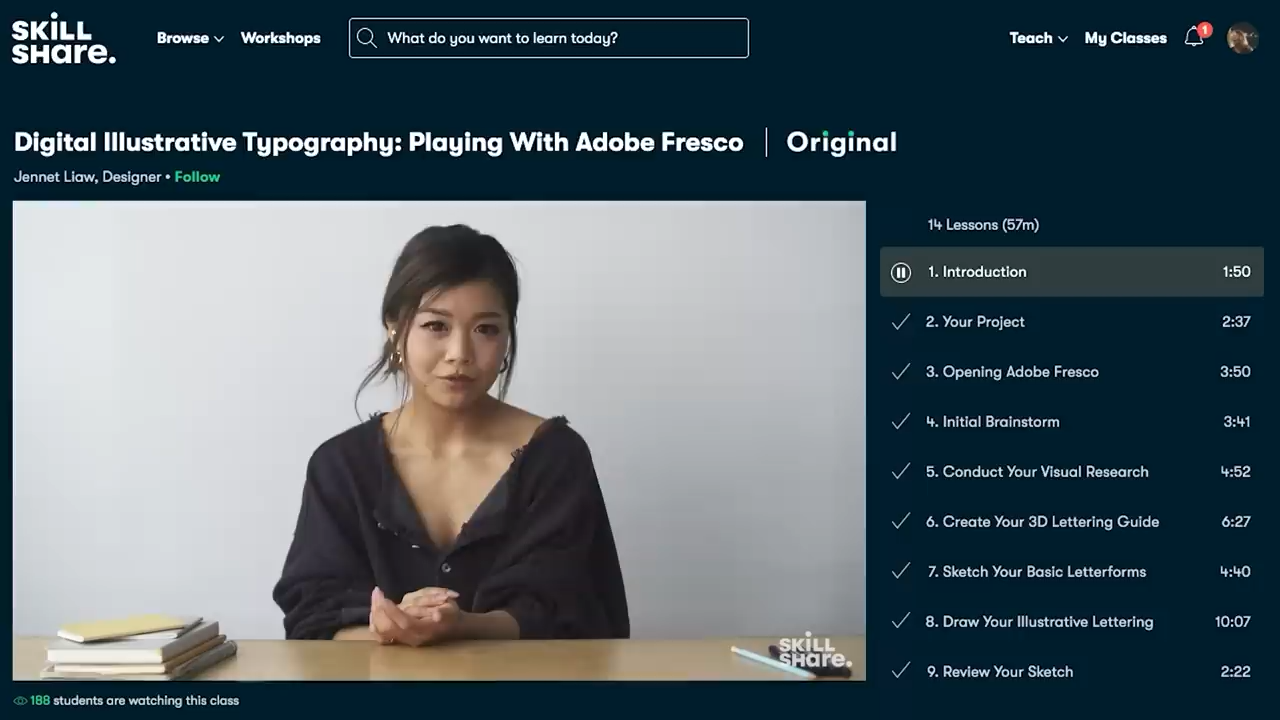 SKILL
SHare.
Browse
Workshops
What do you want to learn today?
Teach
My Classes
1
Digital Illustrative Typography: Playing With Adobe Fresco | Original
Jennet Liaw, Designer • Follow
14 Lessons (57m)
1. Introduction 1:50
2. Your Project 2:37
3. Opening Adobe Fresco 3:50
4. Initial Brainstorm 3:41
5. Conduct Your Visual Research 4:52
6. Create Your 3D Lettering Guide 6:27
7. Sketch Your Basic Letterforms 4:40
8. Draw Your Illustrative Lettering 10:07
9. Review Your Sketch 2:22
SKILL
SHare.
188 students are watching this class